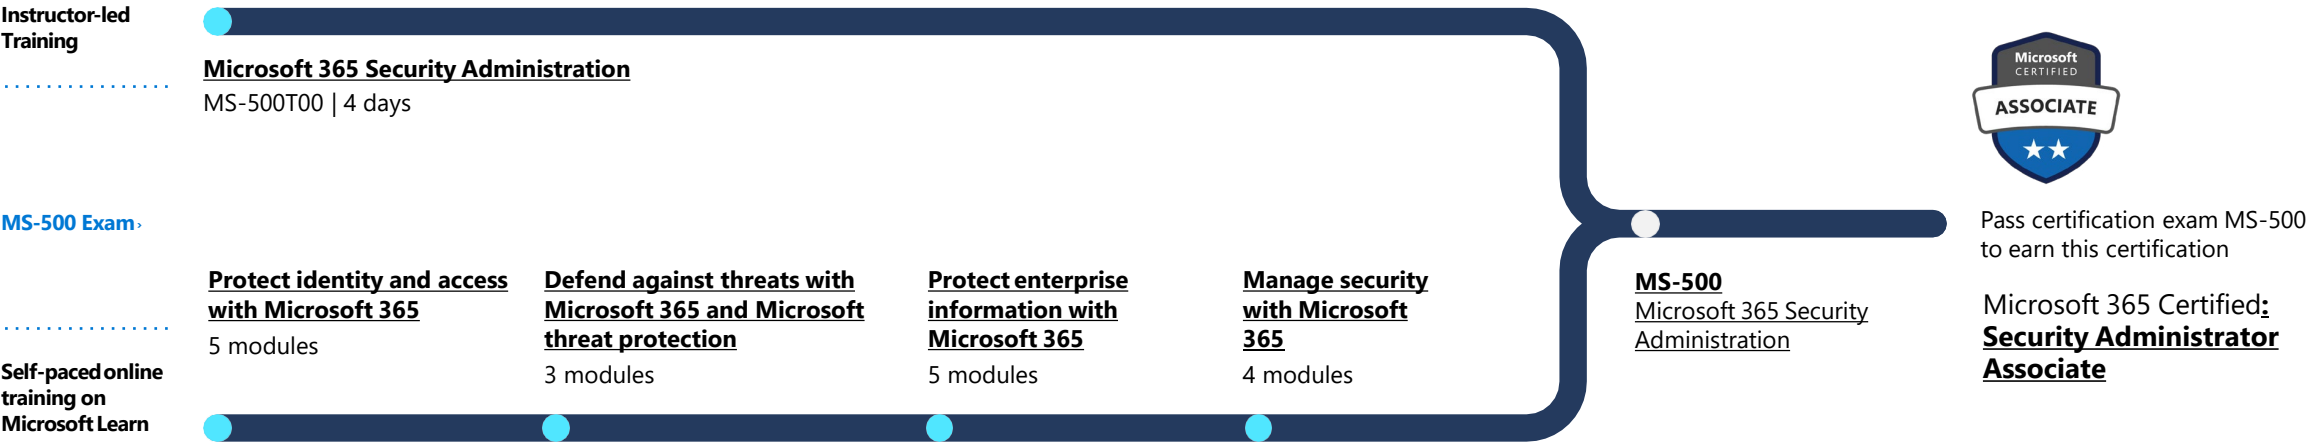 Instructor-led
Training
Microsoft 365 Security Administration
MS-500T00 | 4 days
Microsoft
CERTIFIED
ASSOCIATE
MS-500 Exam›
Pass certification exam MS-500
to earn this certification
Protect identity and access
with Microsoft 365
5 modules
Defend against threats with
Microsoft 365 and Microsoft
threat protection
3 modules
Protect enterprise
information with
Microsoft 365
5 modules
Manage security
with Microsoft
365
4 modules
MS-500
Microsoft 365 Security
Administration
Microsoft 365 Certified:
Security Administrator
Associate
Self-paced online
training on
Microsoft Learn